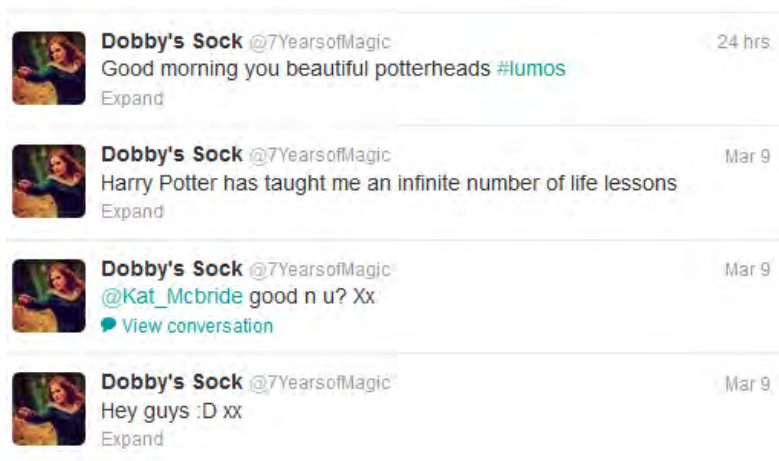 Dobby's Sock @7YearsofMagic 24 hrs
Good morning you beautiful potterheads #lumos
Expand
Dobby's Sock @7YearsofMagic Mar 9
Harry Potter has taught me an infinite number of life lessons
Expand
Dobby's Sock @7YearsofMagic Mar 9
@Kat_Mcbride good n u? Xx
View conversation
Dobby's Sock @7YearsofMagic Mar 9
Hey guys :D xx
Expand